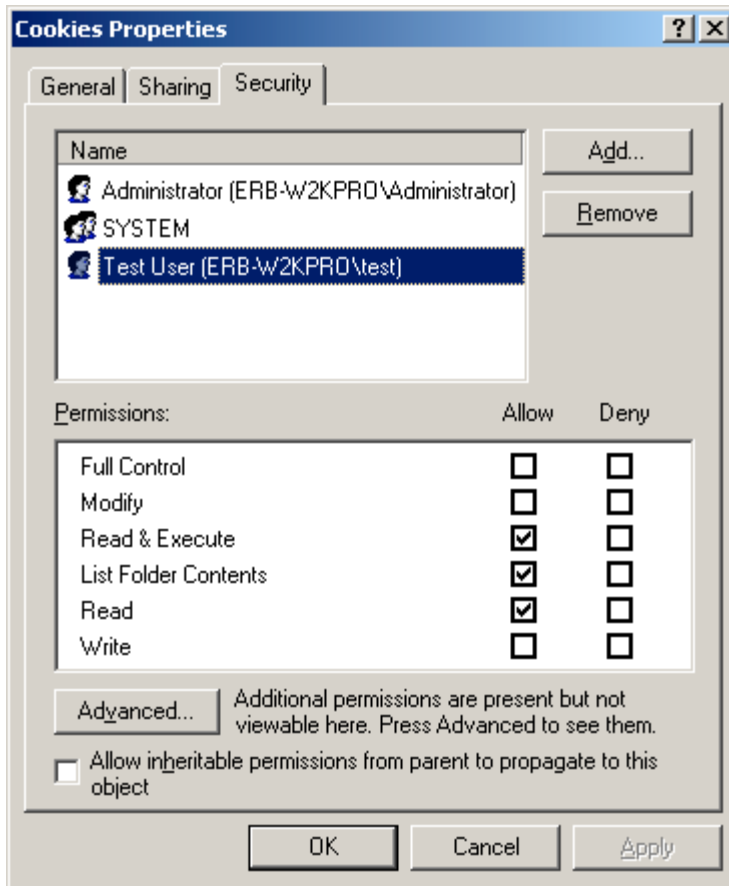 Cookies Properties
General Sharing Security
Name
Add...
Administrator (ERB-W2KPRO\Administrator)
Remove
SYSTEM
Test User (ERB-W2KPRO\test)
Permissions: Allow Deny
Full Control
Modify
Read & Execute
List Folder Contents
Read
Write
Advanced...
Additional permissions are present but not
viewable here. Press Advanced to see them.
Allow inheritable permissions from parent to propagate to this
object
OK Cancel Apply